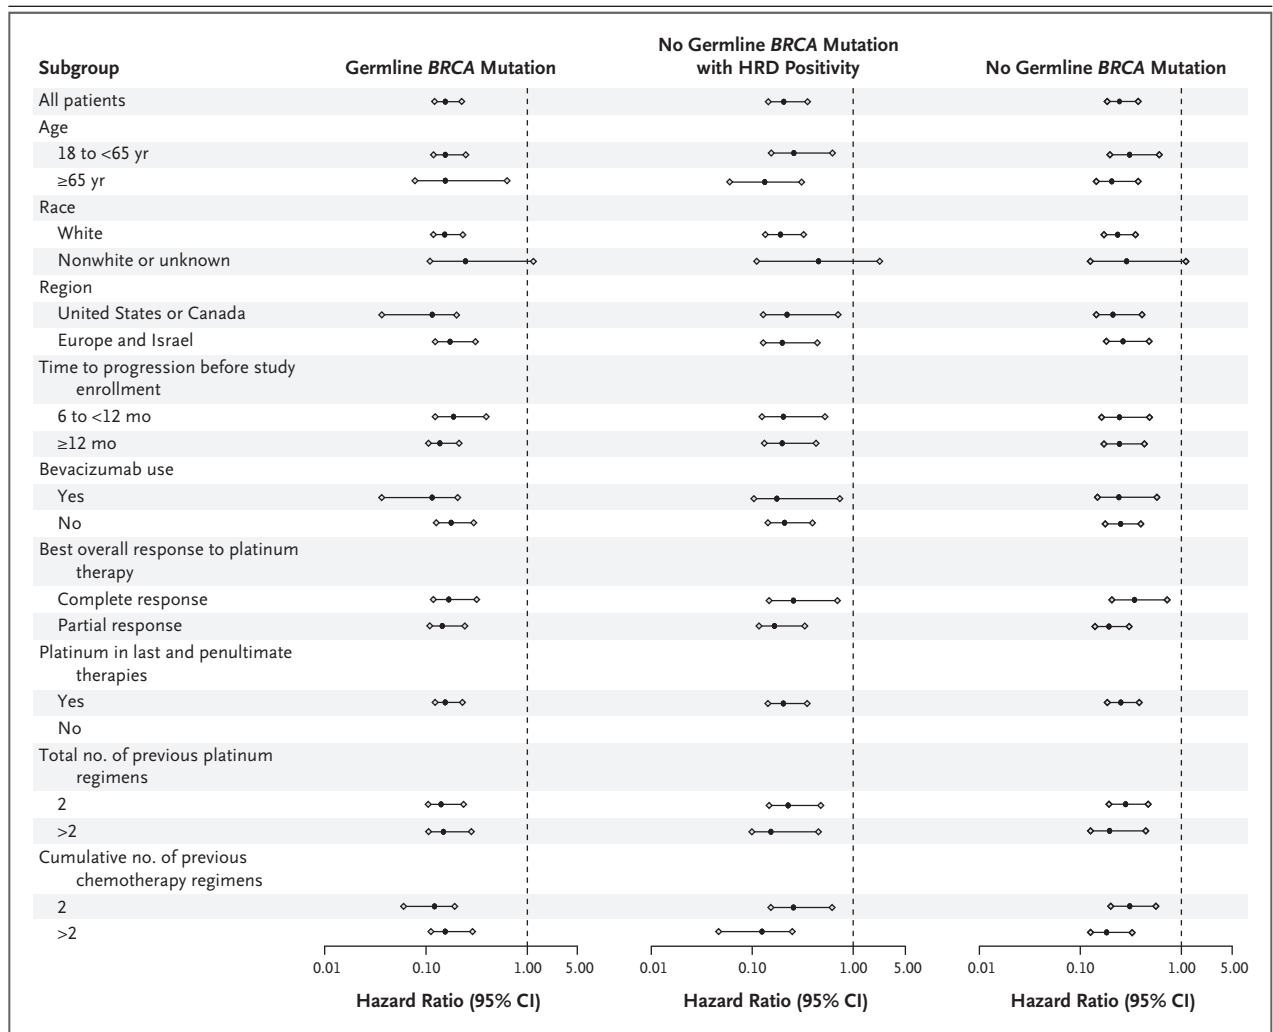 Subgroup
Germline BRCA Mutation
No Germline BRCA Mutation
with HRD Positivity
No Germline BRCA Mutation
All patients
Age
18 to <65 yr
≥65 yr
Race
White
Nonwhite or unknown
Region
United States or Canada
Europe and Israel
Time to progression before study
enrollment
6 to <12 mo
≥12 mo
Bevacizumab use
Yes
No
Best overall response to platinum
therapy
Complete response
Partial response
Platinum in last and penultimate
therapies
Yes
No
Total no. of previous platinum
regimens
2
>2
Cumulative no. of previous
chemotherapy regimens
2
>2
0.01 0.10 1.00 5.00
0.01 0.10 1.00 5.00
0.01 0.10 1.00 5.00
Hazard Ratio (95% CI)
Hazard Ratio (95% CI)
Hazard Ratio (95% CI)